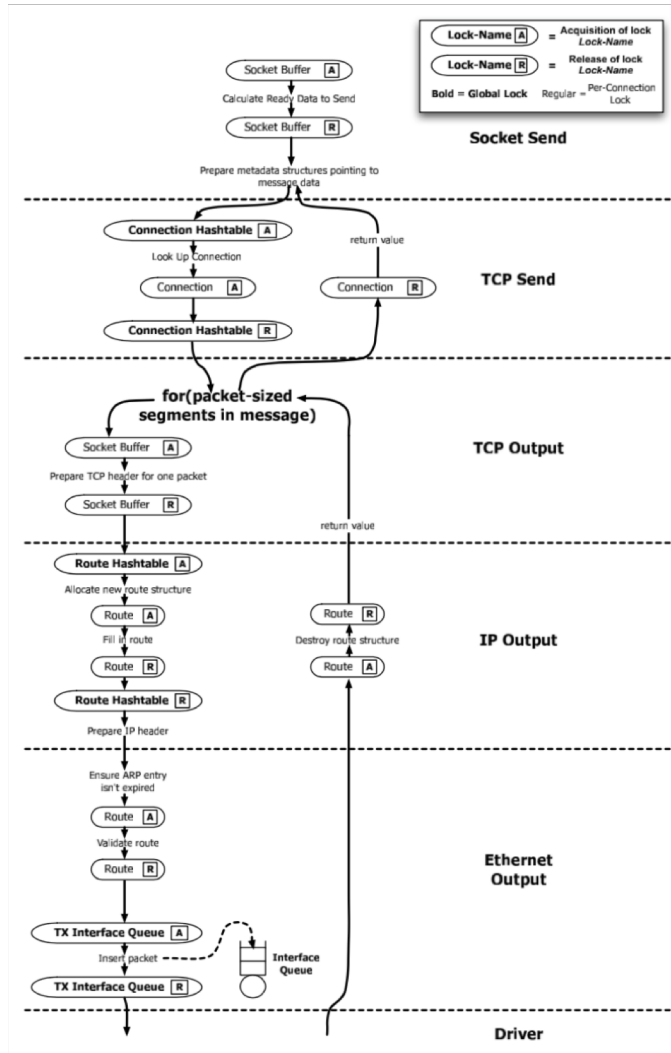 Lock-Name A = Acquisition of lock
Lock-Name
Lock-Name R = Release of lock
Lock-Name
Bold = Global Lock Regular = Per-Connection
Lock
Socket Buffer A
Calculate Ready Data to Send
Socket Buffer R
Socket Send
Prepare metadata structures pointing to
message data
Connection Hashtable A
return value
Look Up Connection
TCP Send
Connection A
Connection R
Connection Hashtable R
for(packet-sized
segments in message)
Socket Buffer A
TCP Output
Prepare TCP header for one packet
Socket Buffer R
return value
Route Hashtable A
Allocate new route structure
Route A
Route R
Fill in route
Destroy route structure
IP Output
Route R
Route A
Route Hashtable R
Prepare IP header
Ensure ARP entry
isn't expired
Route A
Validate route
Route R
Ethernet
Output
TX Interface Queue A
Insert packet
Interface
Queue
TX Interface Queue R
Driver